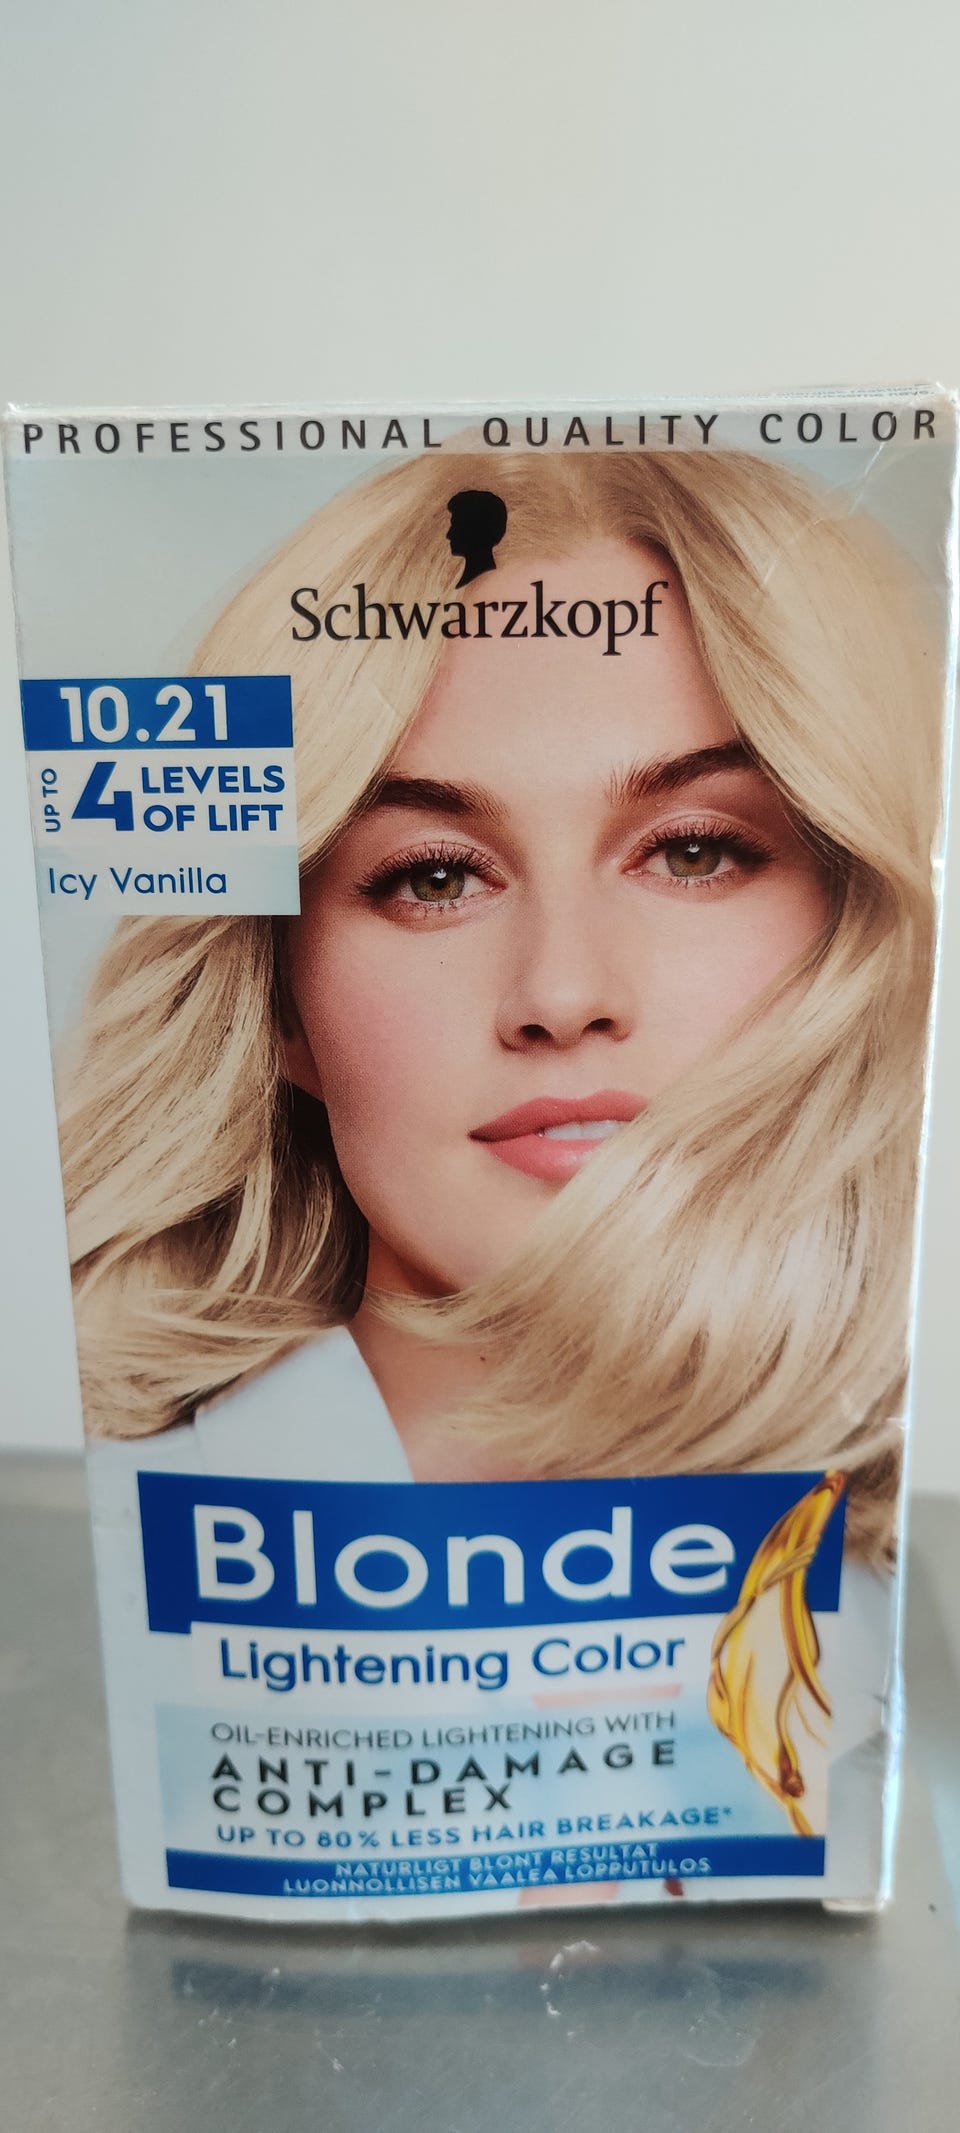 PROFESSIONAL QUALITY COLOR
Schwarzkopf
10.21
UP TO
4 LEVELS
OF LIFT
Icy Vanilla
Blonde
Lightening Color
OIL-ENRICHED LIGHTENING WITH
ANTI-DAMAGE
COMPLEX
UP TO 80% LESS HAIR BREAKAGE*
NATURLIGT BLONT RESULTAT
LUONNOLLISEN VAALEA LOPPUTULOS